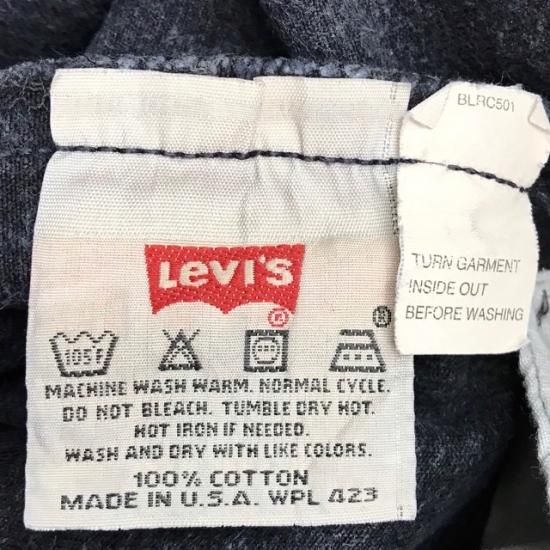 BLRC501
TURN GARMENT
INSIDE OUT
BEFORE WASHING
Levi's
®
®
105F
MACHINE WASH WARM. NORMAL CYCLE.
DO NOT BLEACH. TUMBLE DRY HOT.
HOT IRON IF NEEDED.
WASH AND DRY WITH LIKE COLORS.
100% COTTON
MADE IN U.S.A. WPL 423